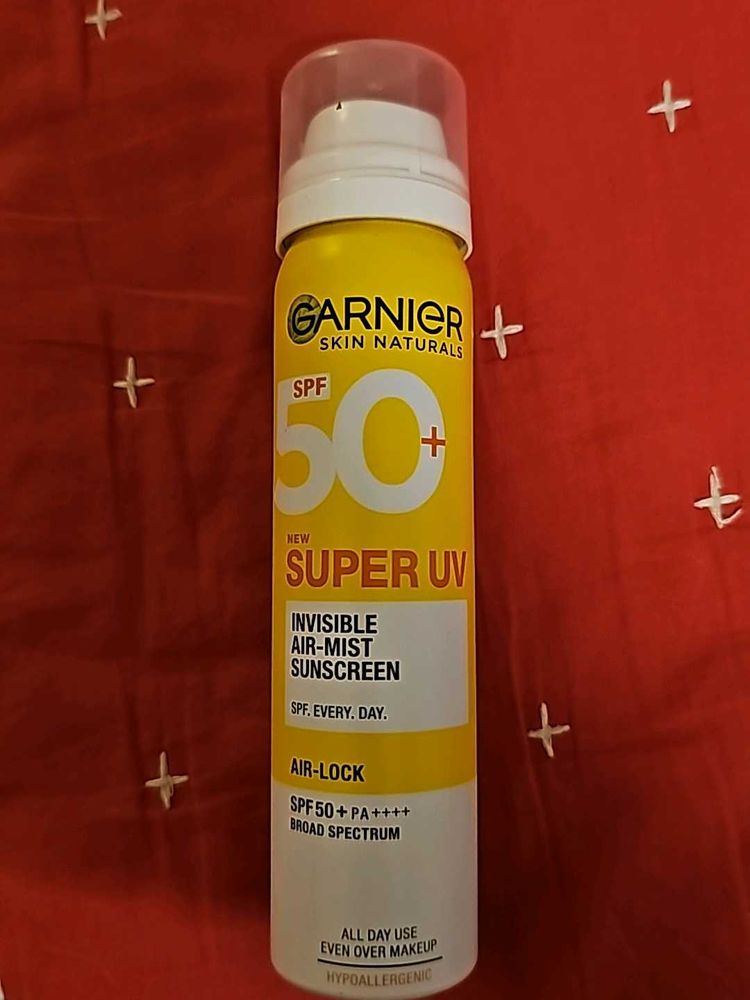 GARNIER
SKIN NATURALS
SPF
50+
NEW
SUPER UV
INVISIBLE
AIR-MIST
SUNSCREEN
SPF. EVERY. DAY.
AIR-LOCK
SPF50+ PA++++
BROAD SPECTRUM
ALL DAY USE
EVEN OVER MAKEUP
HYPOALLERGENIC